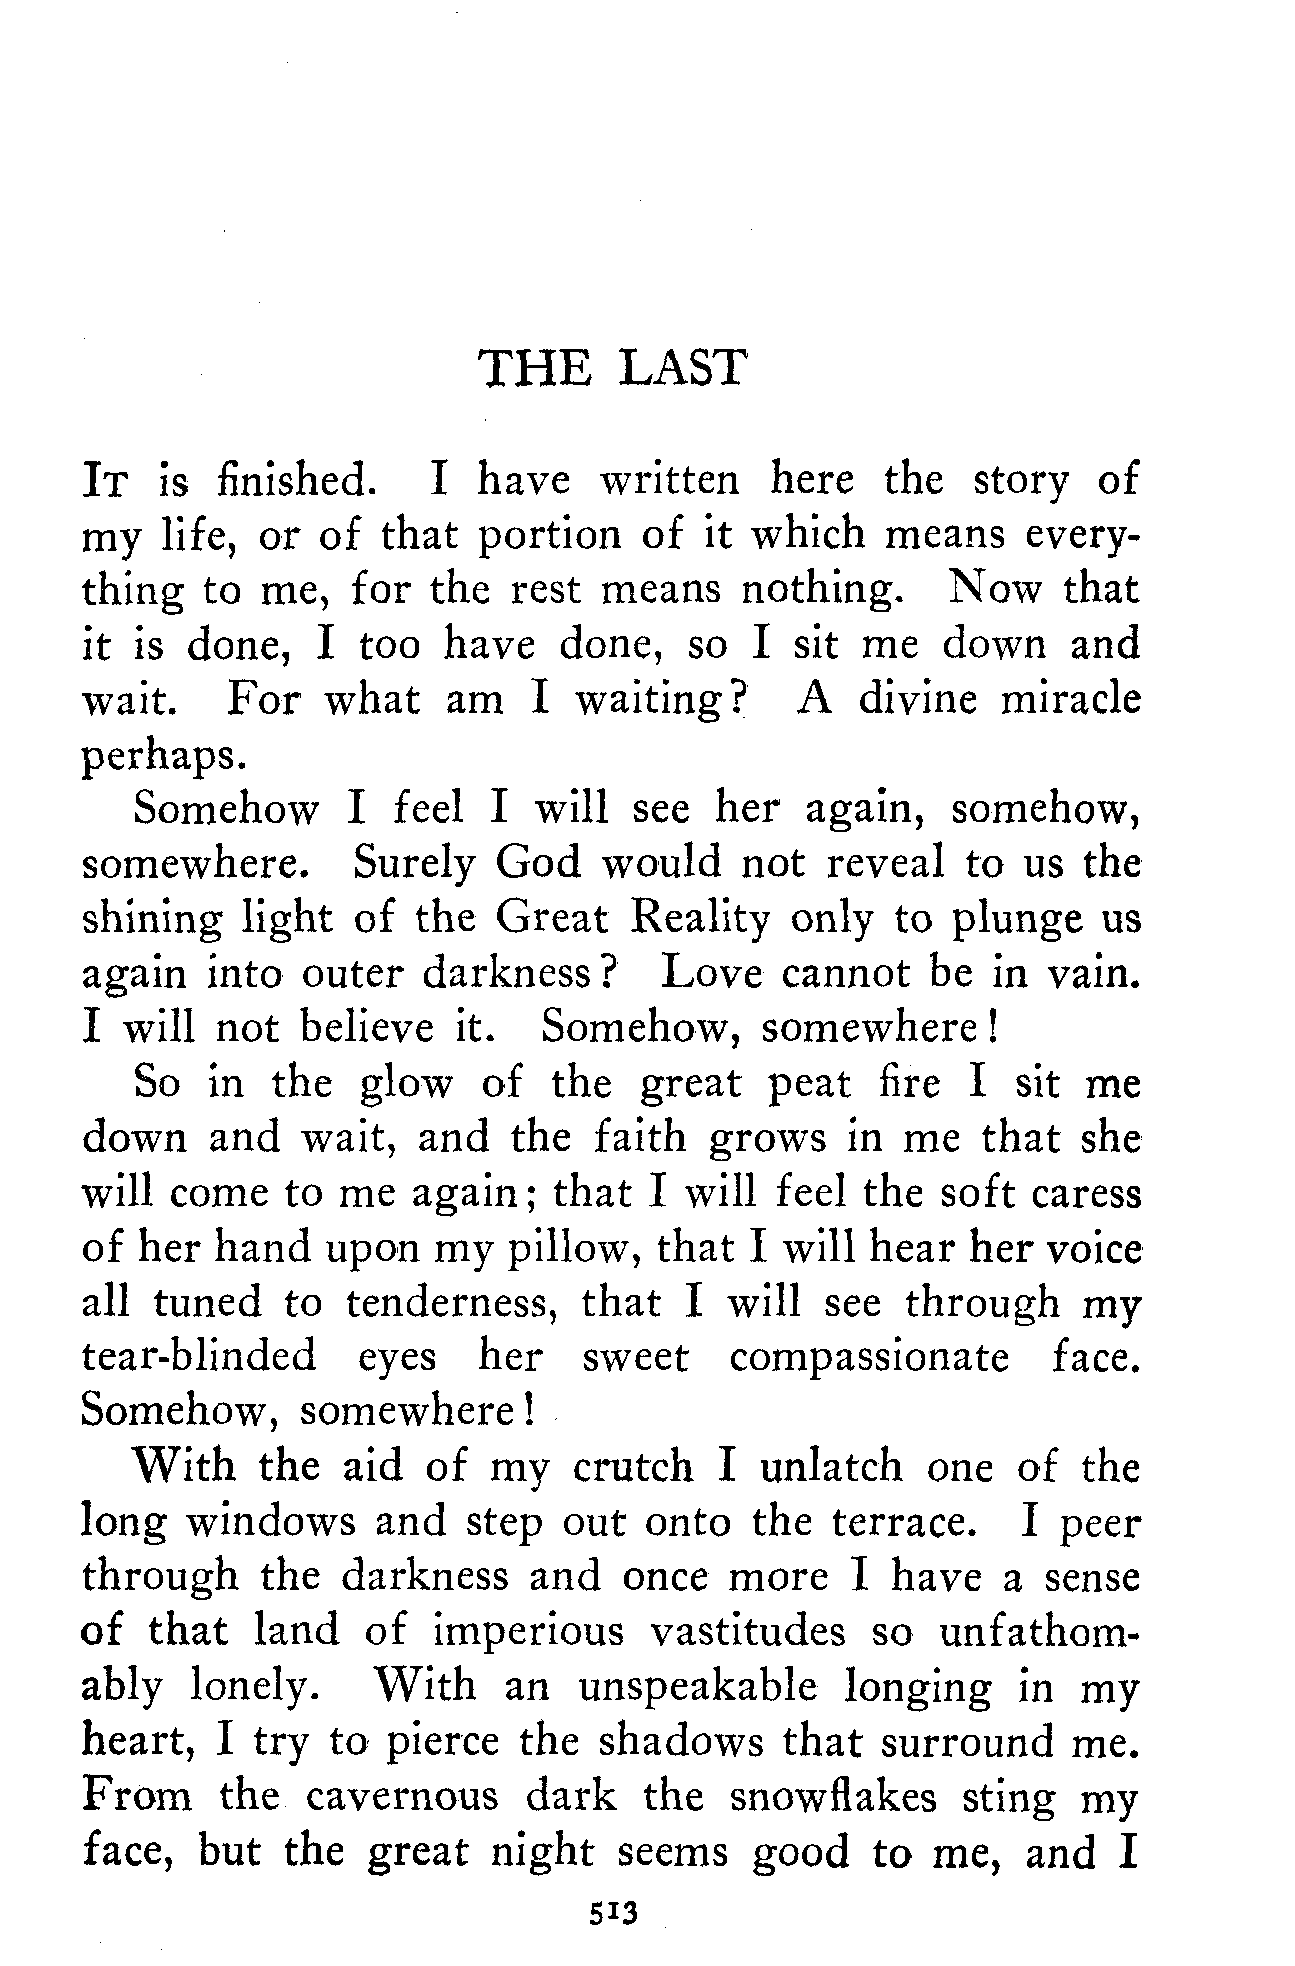 THE LAST
IT is finished. I have written here the story of
my life, or of that portion of it which means every-
thing to me, for the rest means nothing. Now that
it is done, I too have done, so I sit me down and
wait. For what am I waiting? A divine miracle
perhaps.
Somehow I feel I will see her again, somehow,
somewhere. Surely God would not reveal to us the
shining light of the Great Reality only to plunge us
again into outer darkness? Love cannot be in vain.
I will not believe it. Somehow, somewhere!
So in the glow of the great peat fire I sit me
down and wait, and the faith grows in me that she
will come to me again; that I will feel the soft caress
of her hand upon my pillow, that I will hear her voice
all tuned to tenderness, that I will see through my
tear-blinded eyes her sweet compassionate face.
Somehow, somewhere!
With the aid of my crutch I unlatch one of the
long windows and step out onto the terrace. I peer
through the darkness and once more I have a sense
of that land of imperious vastitudes so unfathom-
ably lonely. With an unspeakable longing in my
heart, I try to pierce the shadows that surround me.
From the cavernous dark the snowflakes sting my
face, but the great night seems good to me, and I
513